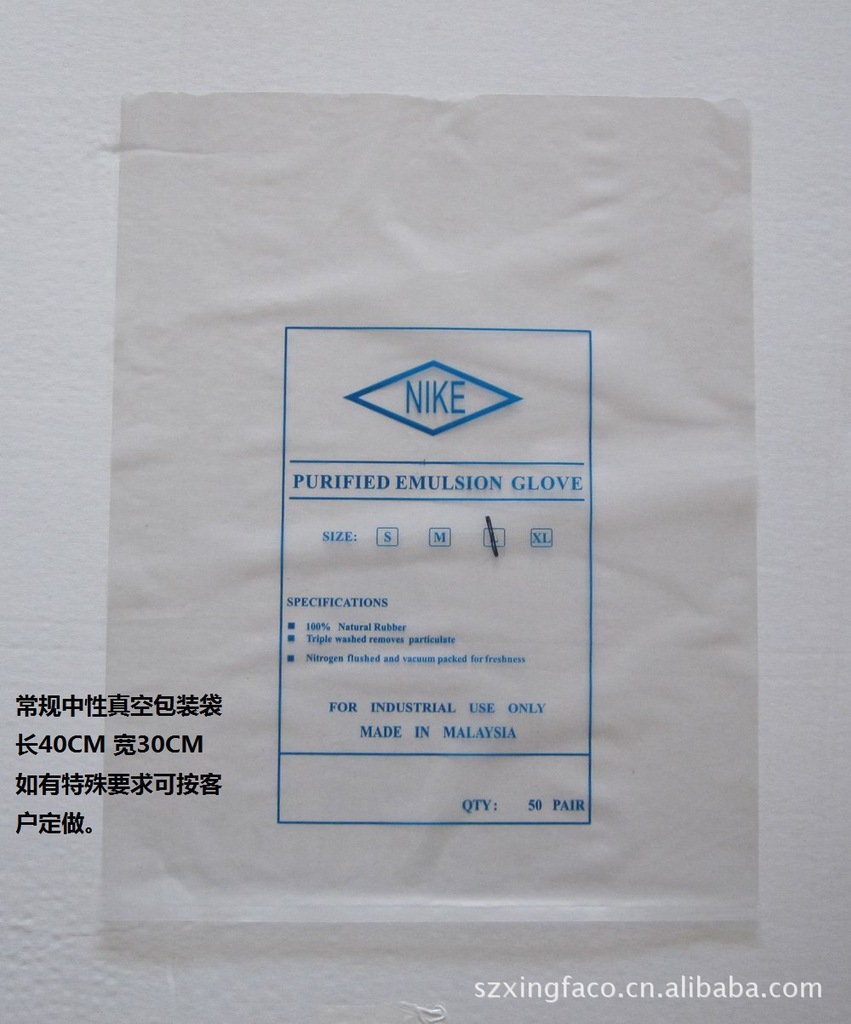 NIKE
PURIFIED EMULSION GLOVE
SIZE: S M L XL
SPECIFICATIONS
■ 100% Natural Rubber
■ Triple washed removes particulate
■ Nitrogen flushed and vacuum packed for freshness
FOR INDUSTRIAL USE ONLY
MADE IN MALAYSIA
QTY: 50 PAIR
常规中性真空包装袋
长40CM 宽30CM
如有特殊要求可按客
户定做。
szxingfaco.cn.alibaba.com